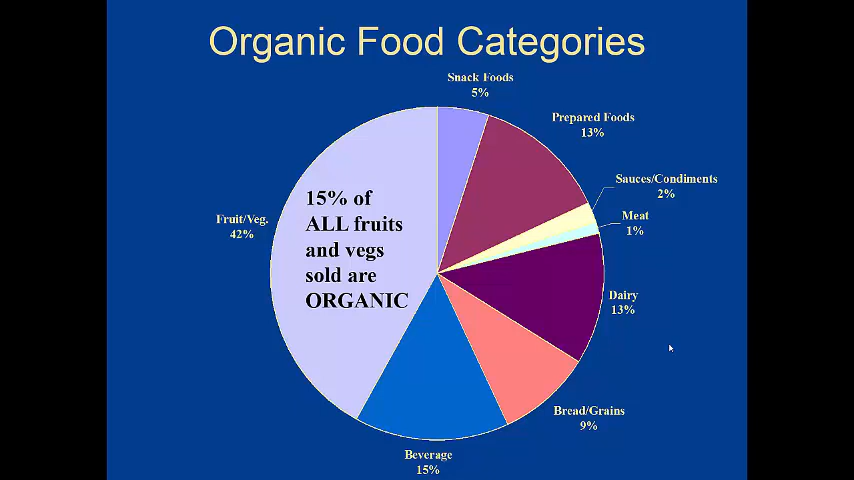 Organic Food Categories
Snack Foods
5%
Prepared Foods
13%
Sauces/Condiments
2%
Meat
1%
Dairy
13%
Bread/Grains
9%
Beverage
15%
Fruit/Veg.
42%
15% of
ALL fruits
and vegs
sold are
ORGANIC